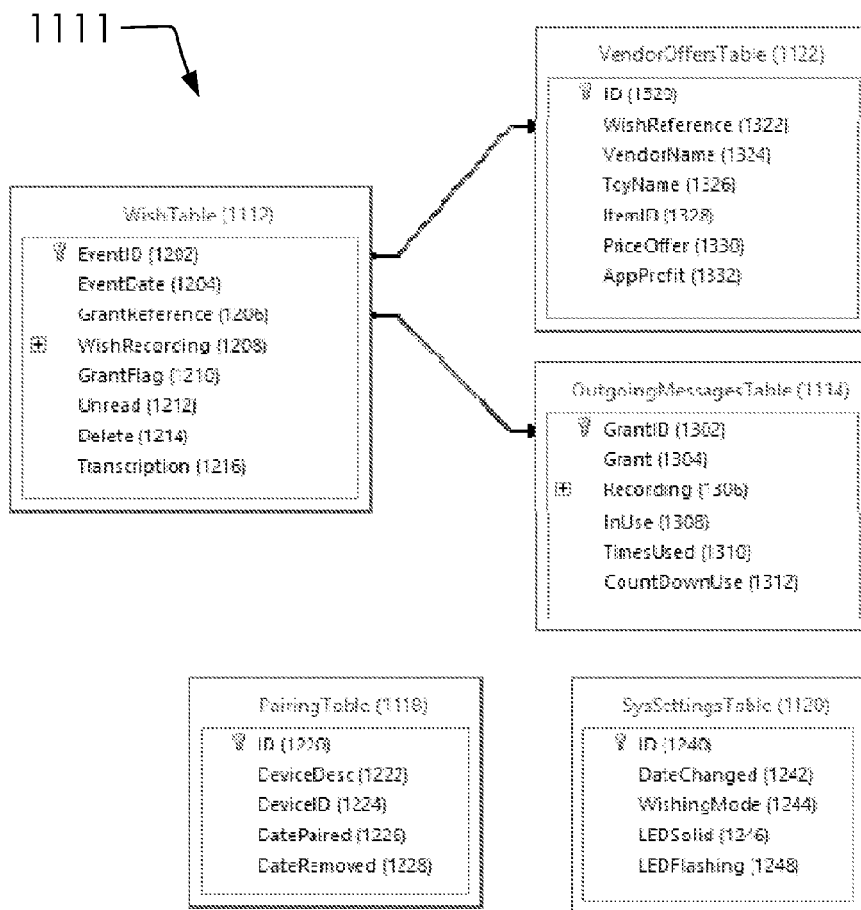 1111
VendorOffersTable (1122)
ID (1320)
WishReference (1322)
VendorName (1324)
ToyName (1326)
ItemID (1328)
PriceOffer (1330)
AppProfit (1332)
WishTable (1112)
EventID (1202)
EventDate (1204)
GrantReference (1206)
WishRecording (1208)
GrantFlag (1210)
Unread (1212)
Delete (1214)
Transcription (1216)
OutgoingMessagesTable (1114)
GrantID (1302)
Grant (1304)
Recording (1306)
InUse (1308)
TimesUsed (1310)
CountDownUse (1312)
PairingTable (1118)
ID (1220)
DeviceDesc (1222)
DeviceID (1224)
DatePaired (1226)
DateRemoved (1228)
SysSettingsTable (1120)
ID (1240)
DateChanged (1242)
WishingMode (1244)
LEDSolid (1246)
LEDFlashing (1248)